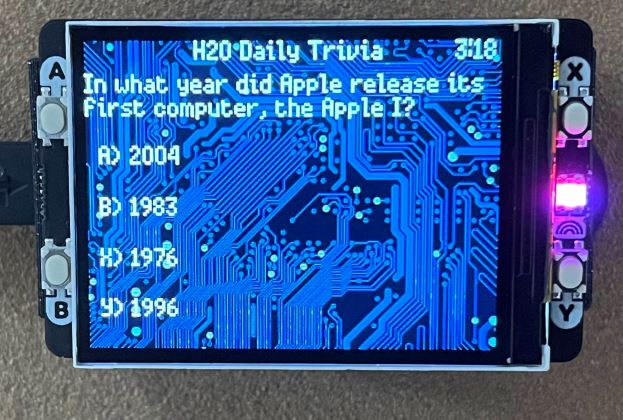 H2O Daily Trivia 3:18
In what year did Apple release its
first computer, the Apple I?
A) 2004
B) 1983
X) 1976
Y) 1996
A
X
B
Y